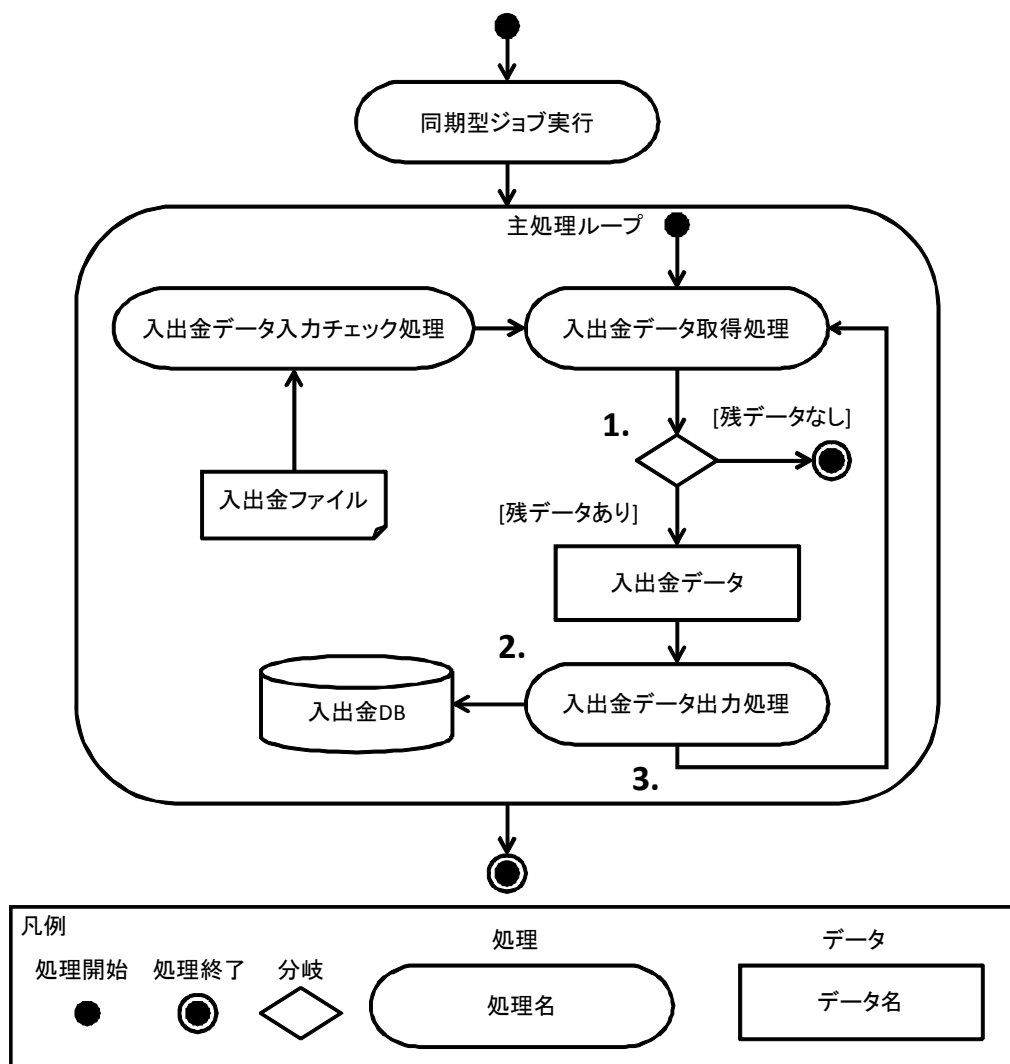 同期型ジョブ実行
主処理ループ
入出金データ入力チェック処理
入出金データ取得処理
1.
[残データなし]
入出金ファイル
[残データあり]
入出金データ
2.
入出金DB
入出金データ出力処理
3.
凡例
処理
データ
処理開始
処理終了
分岐
処理名
データ名